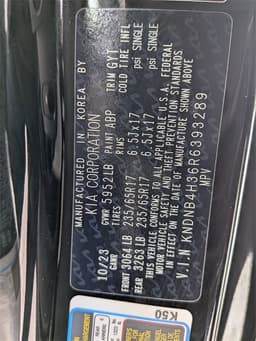 MANUFACTURED IN KOREA BY
KIA CORPORATION
10/23 GVWR 5952LB PAINT ABP TRIM GYT
GAWR TIRES RIMS COLD TIRE INFL
FRONT 3064LB 235/65R17 6.5Jx17 psi SINGLE
REAR 3263LB 235/65R17 6.5Jx17 psi SINGLE
THIS VEHICLE CONFORMS TO ALL APPLICABLE U.S.A. FEDERAL
MOTOR VEHICLE SAFETY AND THEFT PREVENTION STANDARDS
IN EFFECT ON THE DATE OF MANUFACTURE SHOWN ABOVE
V.I.N KNDNB4H36R6393289
MPV
K50